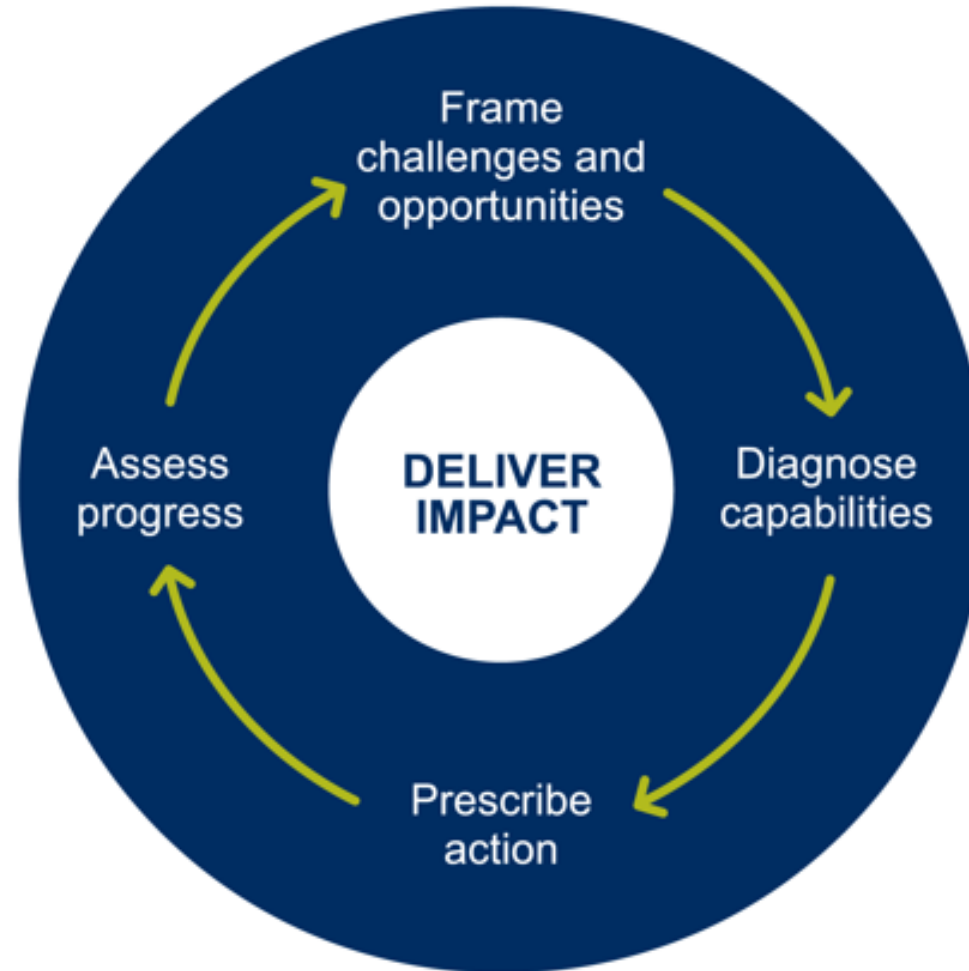 Frame
challenges and
opportunities
Assess
progress
DELIVER
IMPACT
Diagnose
capabilities
Prescribe
action